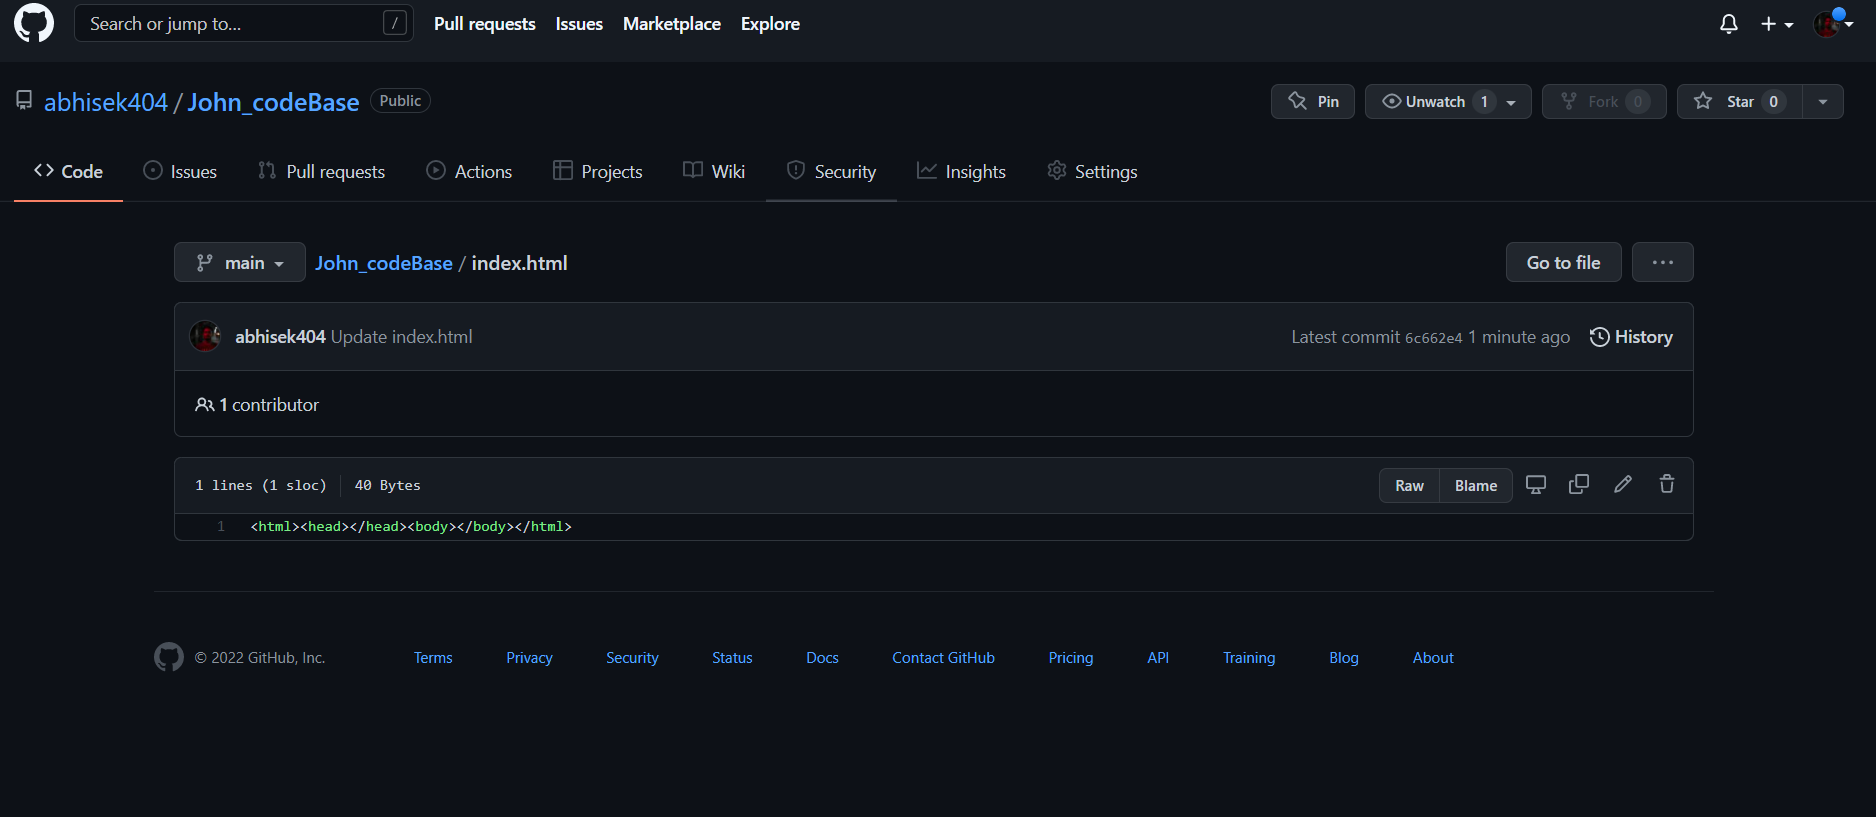 Search or jump to... /
Pull requests Issues Marketplace Explore
abhisek404 / John_codeBase Public
Pin Unwatch 1 Fork 0 Star 0
Code Issues Pull requests Actions Projects Wiki Security Insights Settings
main John_codeBase / index.html Go to file ...
abhisek404 Update index.html Latest commit 6c662e4 1 minute ago History
1 contributor
1 lines (1 sloc) 40 Bytes Raw Blame
1 <html><head></head><body></body></html>
© 2022 GitHub, Inc. Terms Privacy Security Status Docs Contact GitHub Pricing API Training Blog About